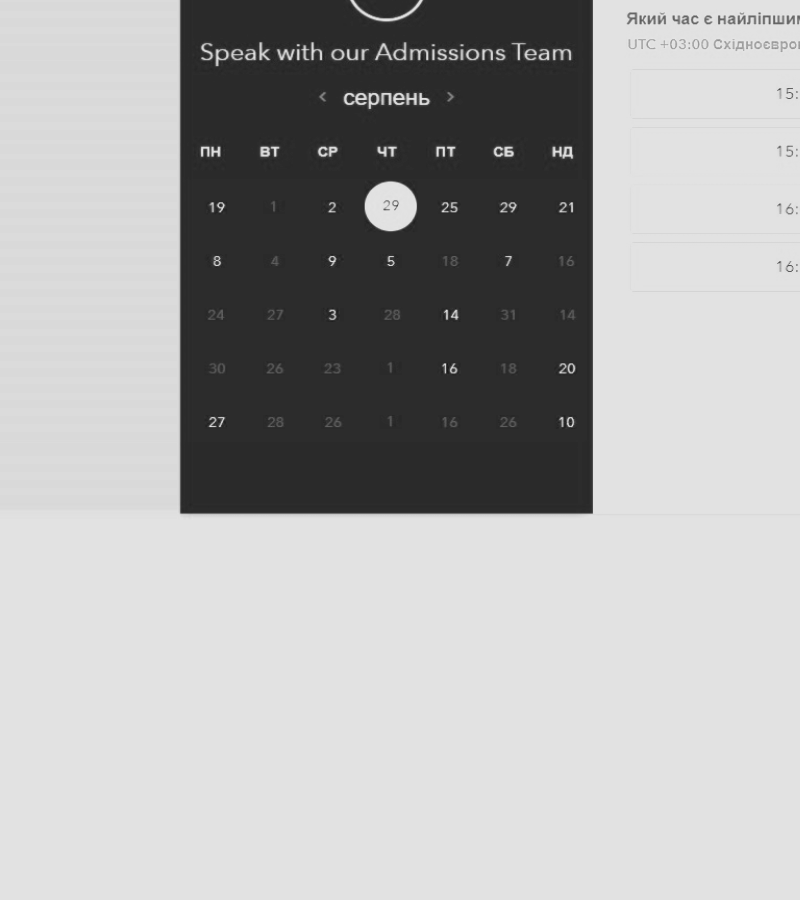 Speak with our Admissions Team
< серпень >
ПН ВТ СР ЧТ ПТ СБ НД
19 1 2 29 25 29 21
8 4 9 5 18 7 16
24 27 3 28 14 31 14
30 26 23 1 16 18 20
27 28 26 1 16 26 10
Який час є
UTC +03:00
15:
15:
16:
16: